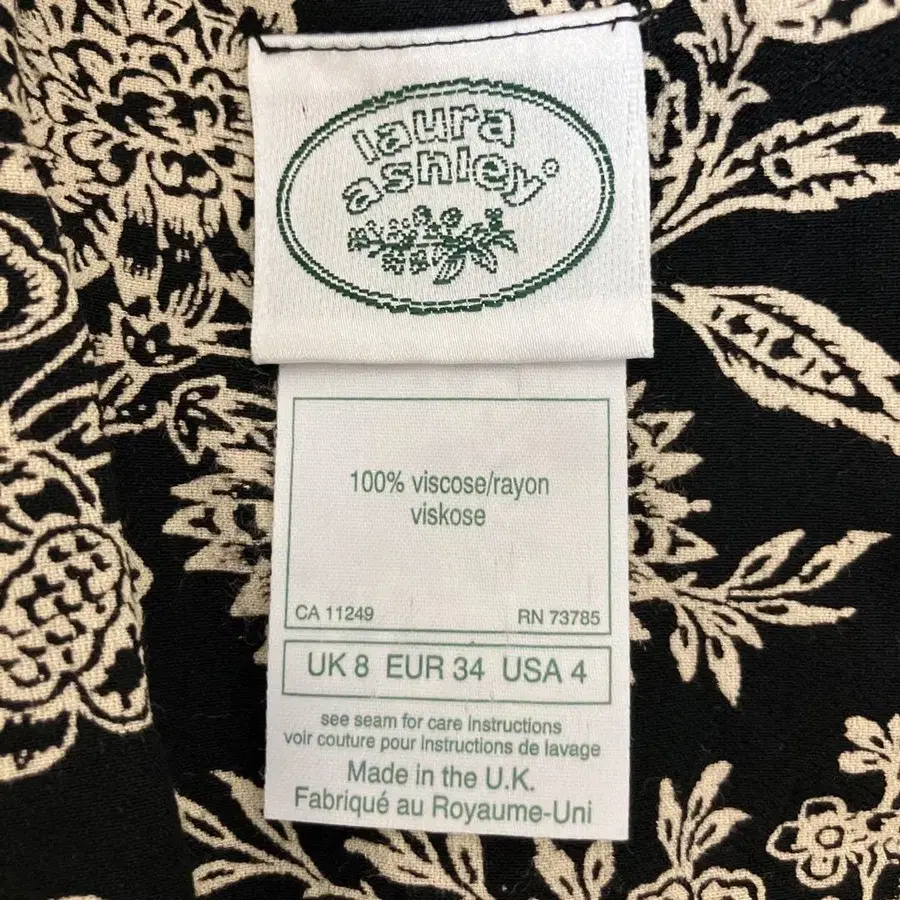 laura
ashley®
100% viscose/rayon
viskose
CA 11249 RN 73785
UK 8 EUR 34 USA 4
see seam for care instructions
voir couture pour instructions de lavage
Made in the U.K.
Fabriqué au Royaume-Uni